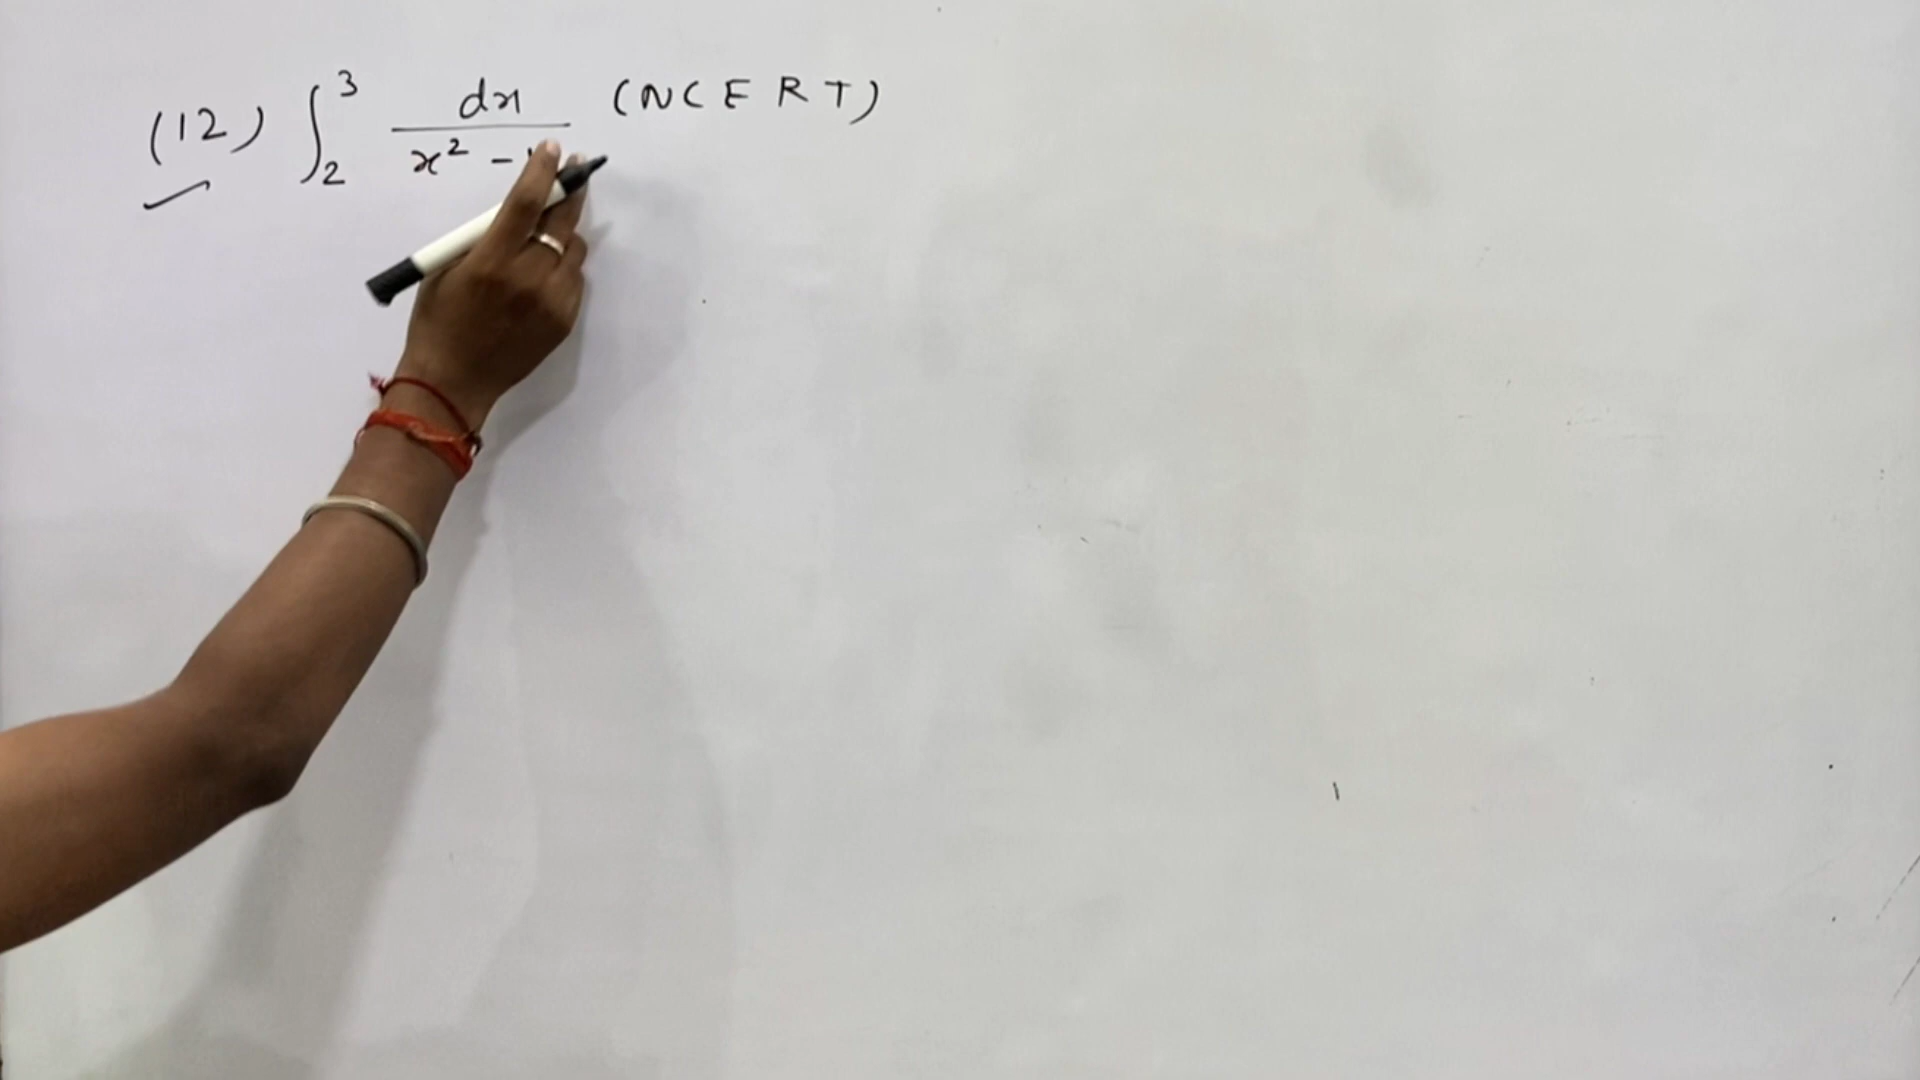 (12) ∫₂³ dx / x² - (NCERT)